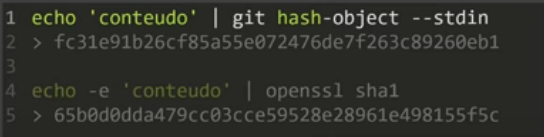 1 echo 'conteudo' | git hash-object --stdin
2 > fc31e91b26cf85a55e072476de7f263c89260eb1
3
4 echo -e 'conteudo' | openssl sha1
5 > 65b0d0dda479cc03cce59528e28961e498155f5c